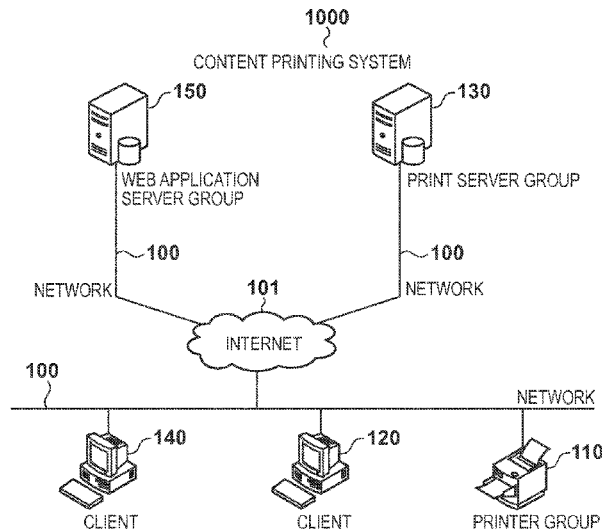 1000
CONTENT PRINTING SYSTEM
150
130
WEB APPLICATION
SERVER GROUP
PRINT SERVER GROUP
100
100
NETWORK
101
NETWORK
INTERNET
100
NETWORK
140
120
110
CLIENT
CLIENT
PRINTER GROUP